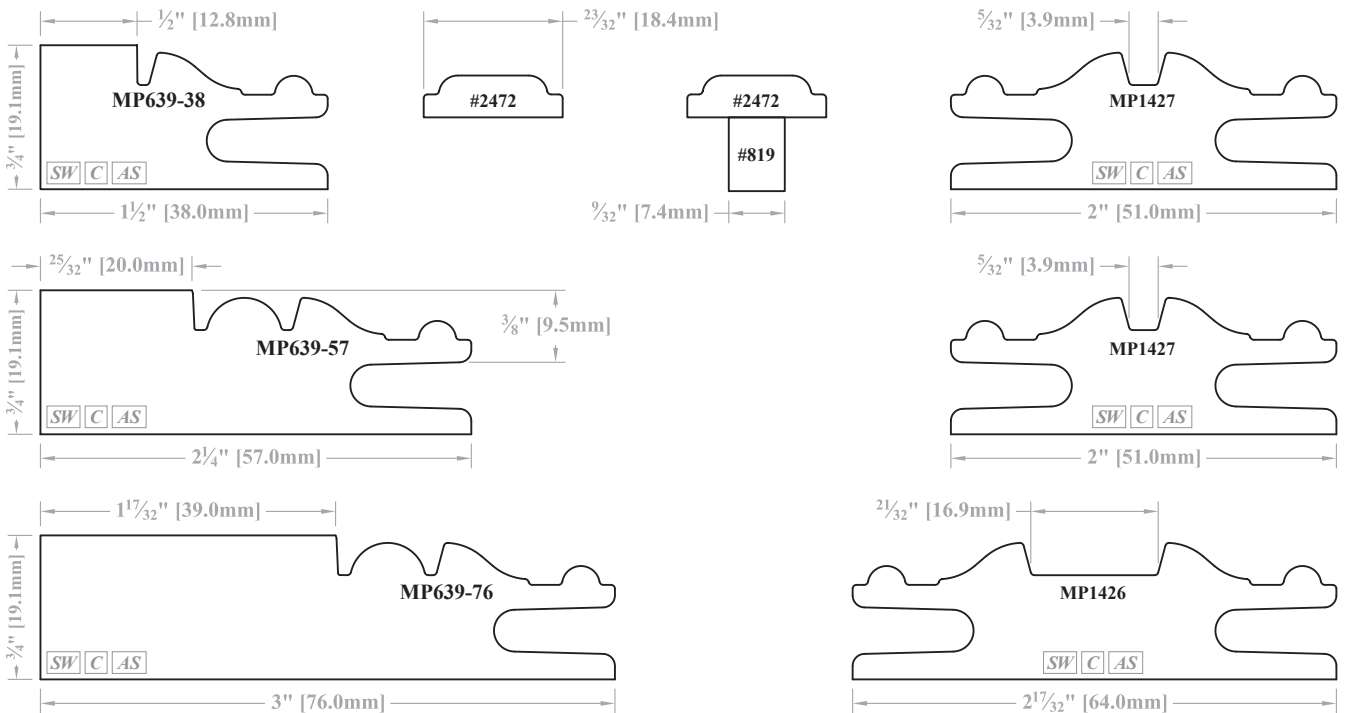 ½" [12.8mm]
23/32" [18.4mm]
5/32" [3.9mm]
¾" [19.1mm]
MP639-38
#2472
#2472
MP1427
#819
SW C AS
SW C AS
1½" [38.0mm]
9/32" [7.4mm]
2" [51.0mm]
25/32" [20.0mm]
5/32" [3.9mm]
¾" [19.1mm]
⅜" [9.5mm]
MP639-57
MP1427
SW C AS
SW C AS
2¼" [57.0mm]
2" [51.0mm]
1 17/32" [39.0mm]
21/32" [16.9mm]
¾" [19.1mm]
MP639-76
MP1426
SW C AS
SW C AS
3" [76.0mm]
2 17/32" [64.0mm]